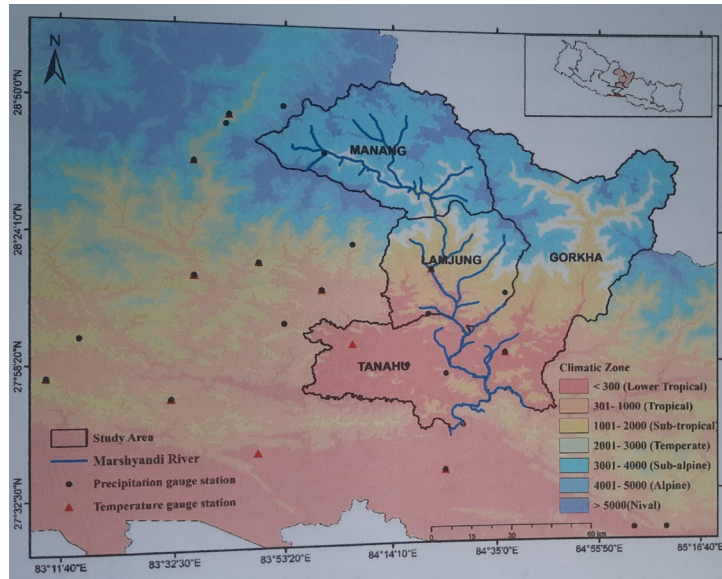 N
28°50'0"N
28°24'10"N
27°58'20"N
27°32'30"N
MANANG
LAMJUNG
GORKHA
TANAHU
Study Area
Marshyandi River
Precipitation gauge station
Temperature gauge station
Climatic Zone
< 300 (Lower Tropical)
301- 1000 (Tropical)
1001- 2000 (Sub-tropical)
2001- 3000 (Temperate)
3001- 4000 (Sub-alpine)
4001- 5000 (Alpine)
> 5000(Nival)
0 15 30 60 km
83°11'40"E 83°32'30"E 83°53'20"E 84°14'10"E 84°35'0"E 84°55'50"E 85°16'40"E